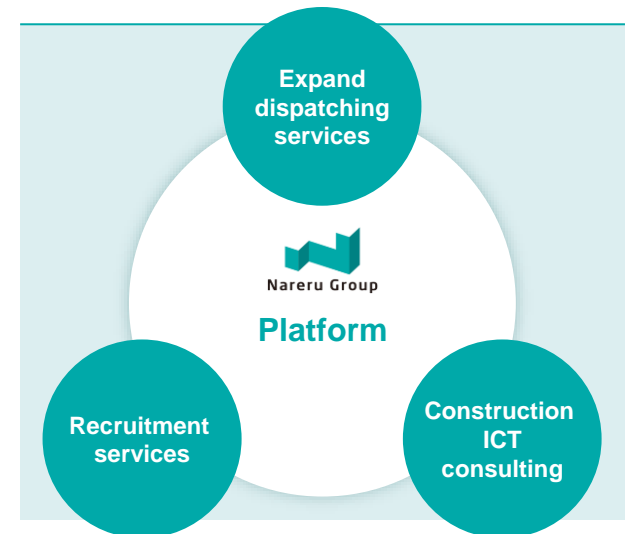 Expand
dispatching
services
Nareru Group
Platform
Recruitment
services
Construction
ICT
consulting